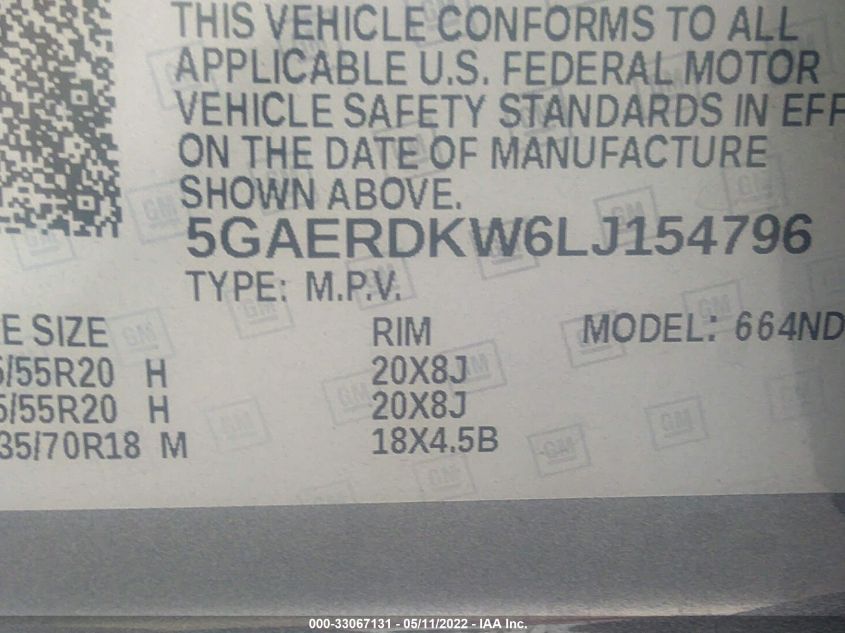 THIS VEHICLE CONFORMS TO ALL
APPLICABLE U.S. FEDERAL MOTOR
VEHICLE SAFETY STANDARDS IN EFF
ON THE DATE OF MANUFACTURE
SHOWN ABOVE.
5GAERDKW6LJ154796
TYPE: M.P.V.
E SIZE RIM MODEL: 664ND
5/55R20 H 20X8J
5/55R20 H 20X8J
35/70R18 M 18X4.5B
000-33067131 - 05/11/2022 - IAA Inc.